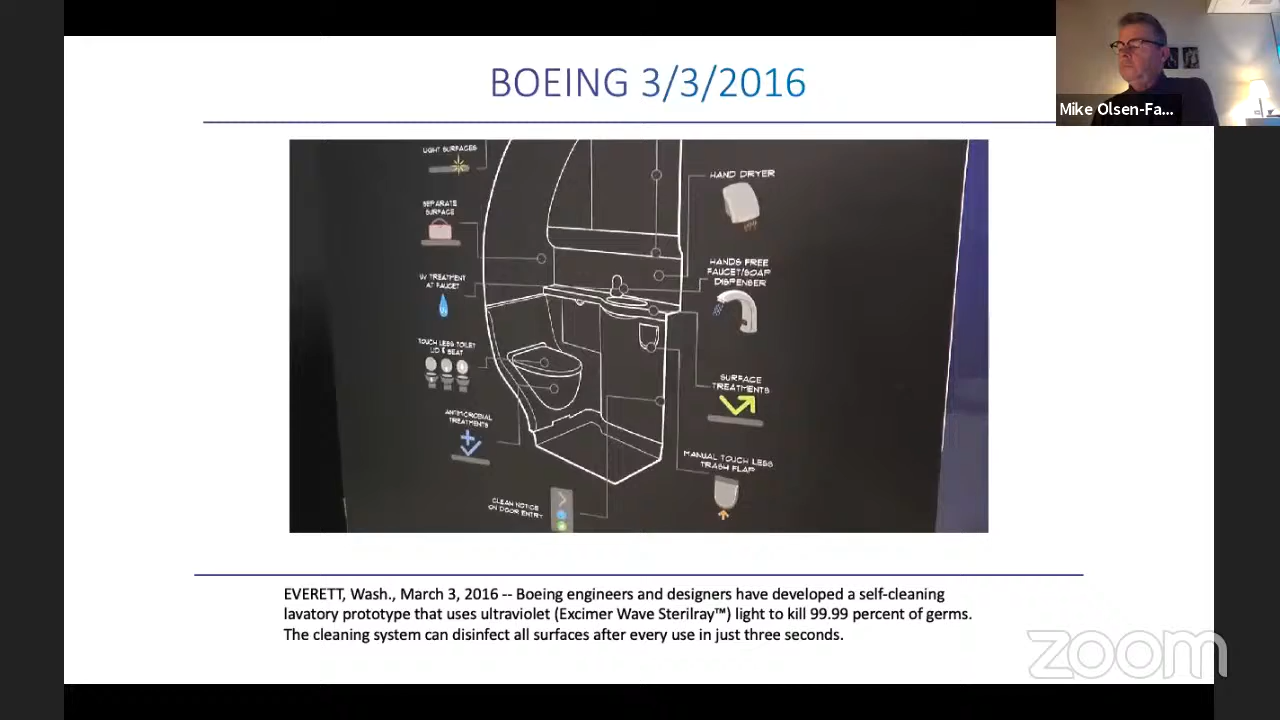 BOEING 3/3/2016
Mike Olsen-Fa...
LIGHT SURFACES
SEPARATE
SURFACE
UV TREATMENT
AT FAUCET
TOUCH LESS TOILET
LID & SEAT
ANTIMICROBIAL
TREATMENTS
CLEAN NOTICE
ON DOOR ENTRY
HAND DRYER
HANDS FREE
FAUCET/SOAP
DISPENSER
SURFACE
TREATMENTS
MANUAL TOUCH LESS
TRASH FLAP
EVERETT, Wash., March 3, 2016 -- Boeing engineers and designers have developed a self-cleaning
lavatory prototype that uses ultraviolet (Excimer Wave Sterilray™) light to kill 99.99 percent of germs.
The cleaning system can disinfect all surfaces after every use in just three seconds.
zoom